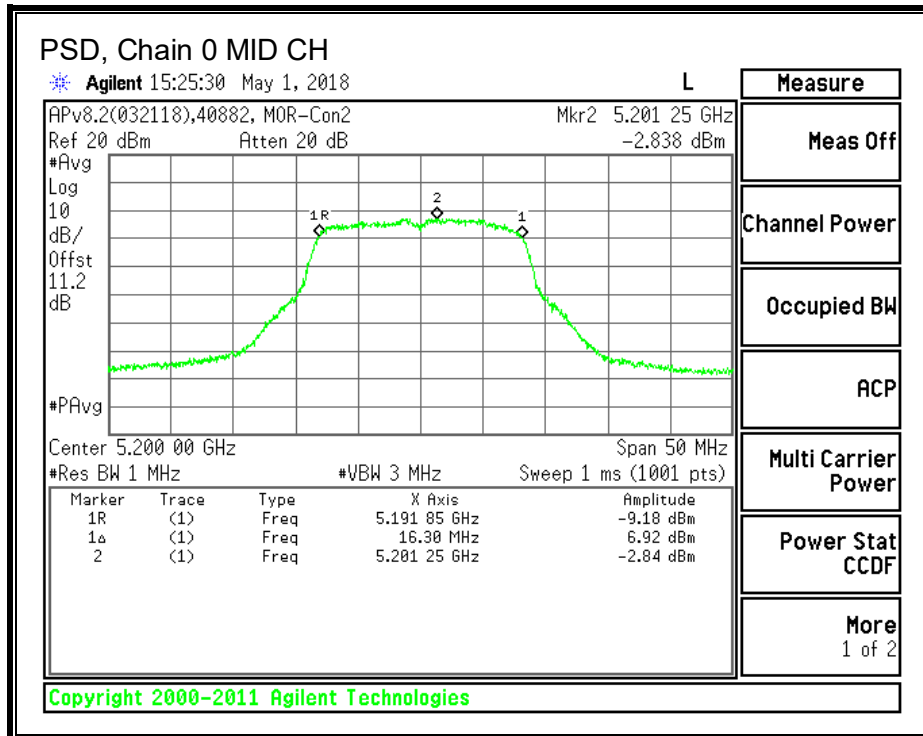 PSD, Chain 0 MID CH
Agilent 15:25:30 May 1, 2018 L
APv8.2(032118),40882, MOR-Con2 Mkr2 5.201 25 GHz
Ref 20 dBm Atten 20 dB -2.838 dBm
#Avg
Log
10
dB/
Offst
11.2
dB
#PAvg
1R
2
1
Center 5.200 00 GHz Span 50 MHz
#Res BW 1 MHz #VBW 3 MHz Sweep 1 ms (1001 pts)
Marker Trace Type X Axis Amplitude
1R (1) Freq 5.191 85 GHz -9.18 dBm
1Δ (1) Freq 16.30 MHz 6.92 dBm
2 (1) Freq 5.201 25 GHz -2.84 dBm
Measure
Meas Off
Channel Power
Occupied BW
ACP
Multi Carrier
Power
Power Stat
CCDF
More
1 of 2
Copyright 2000-2011 Agilent Technologies